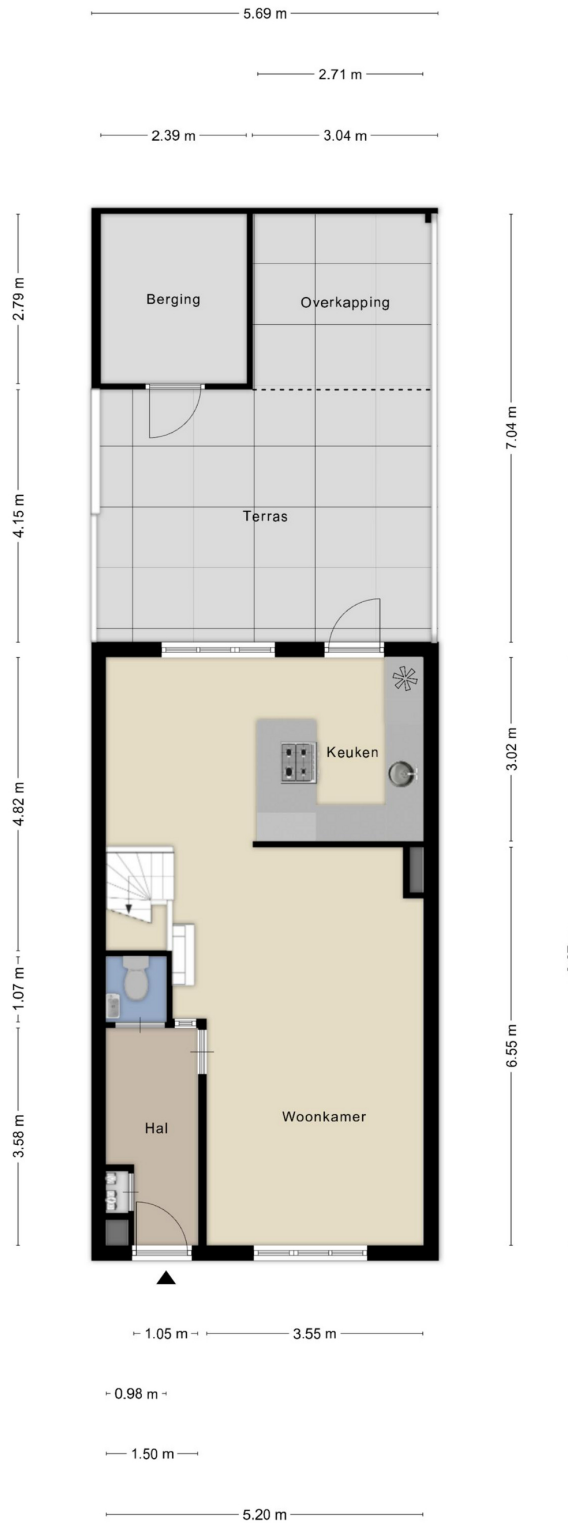 5.69 m
2.71 m
2.39 m
3.04 m
2.79 m
Berging
Overkapping
7.04 m
4.15 m
Terras
3.02 m
Keuken
4.82 m
1.07 m
6.55 m
Woonkamer
Hal
3.58 m
1.05 m
3.55 m
0.98 m
1.50 m
5.20 m